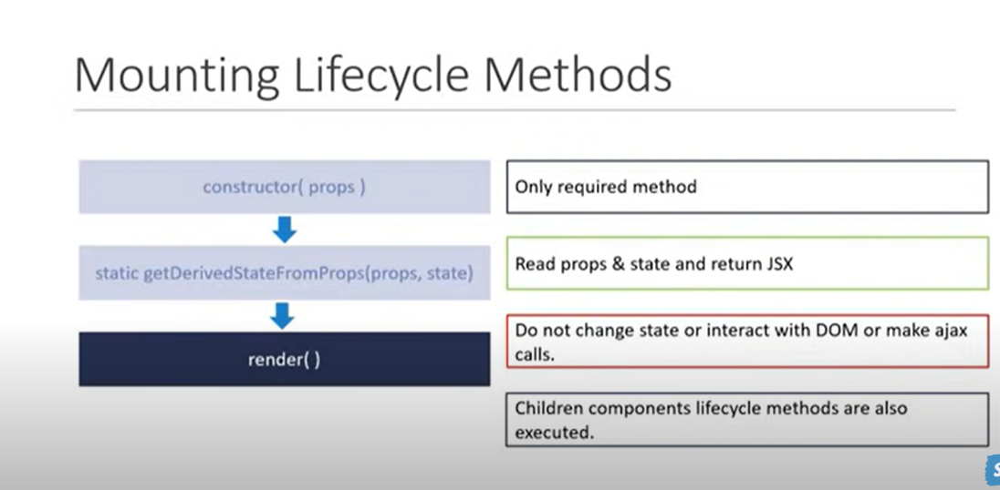 Mounting Lifecycle Methods
constructor( props )
static getDerivedStateFromProps(props, state)
render( )
Only required method
Read props & state and return JSX
Do not change state or interact with DOM or make ajax
calls.
Children components lifecycle methods are also
executed.
S